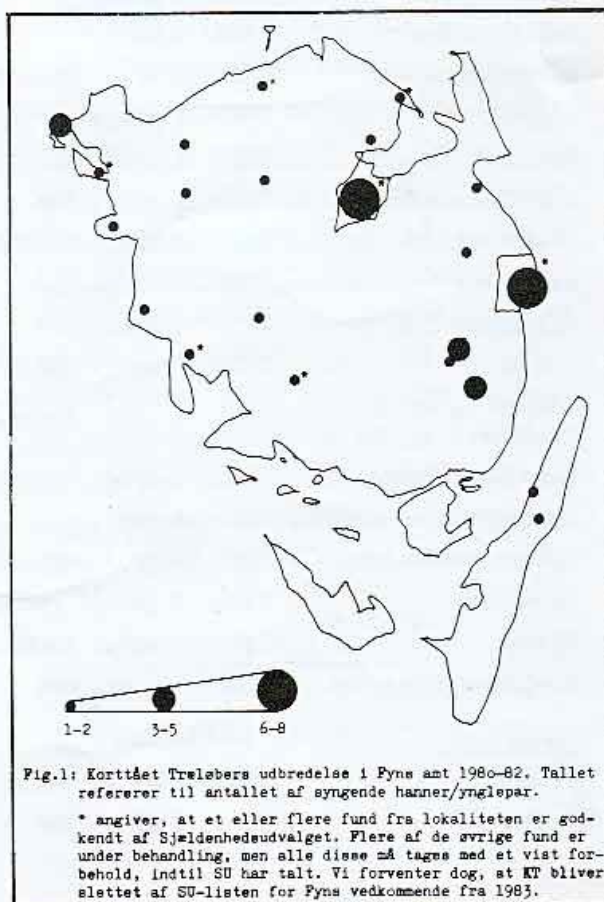 1-2 3-5 6-8
Fig.1: Korttået Træløbers udbredelse i Fyns amt 198o-82. Tallet
refererer til antallet af syngende hanner/ynglepar.
* angiver, at et eller flere fund fra lokaliteten er god-
kendt af Sjældenhedsudvalget. Flere af de øvrige fund er
under behandling, men alle disse må tages med et vist for-
behold, indtil SU har talt. Vi forventer dog, at KT bliver
slettet af SU-listen for Fyns vedkommende fra 1983.